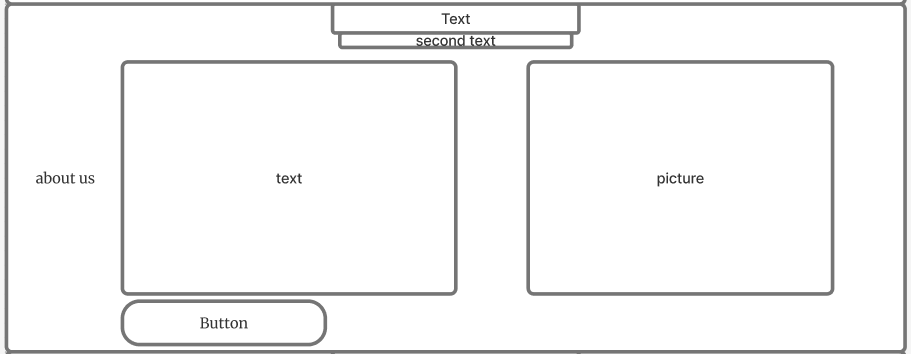 Text
second text
about us
text
picture
Button